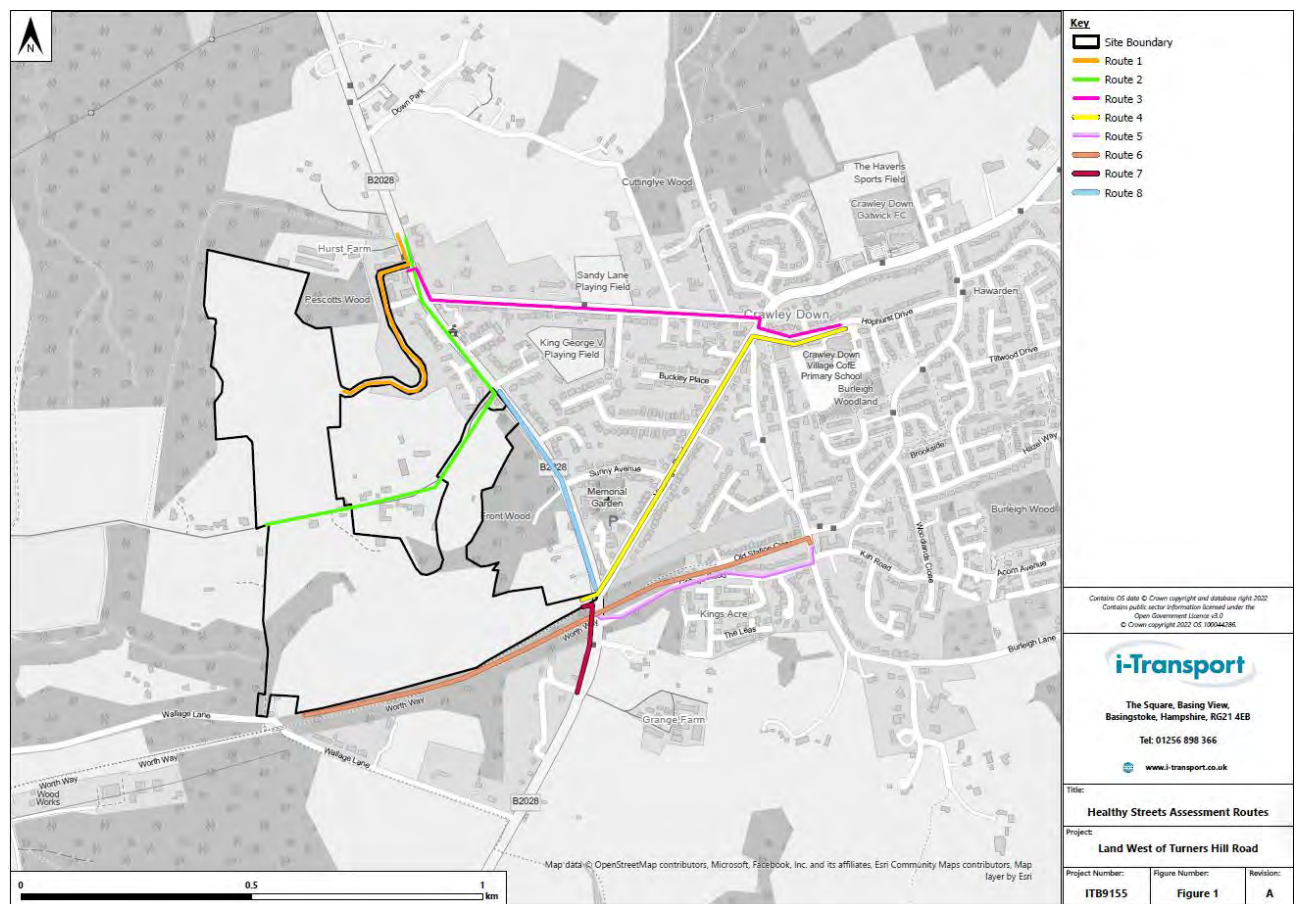 N
Down Park
B2028
Cuttinglye Wood
The Havens
Sports Field
Crawley Down
Gatwick FC
Hurst Farm
Pescotts Wood
Sandy Lane
Playing Field
Hawarden
Crawley Down
Hophurst Drive
King George V
Playing Field
Tiltwood Drive
Crawley Down
Village CofE
Primary School
Buckley Place
Burleigh
Woodland
Brookside
Hazel Way
B2028
Sunny Avenue
Memorial
Garden
P
Front Wood
Burleigh Wood
Old Station Close
Kiln Road
Woodlands Close
Acorn Avenue
Kings Acre
The Leas
Worth Way
Burleigh Lane
Worth Way
Wallage Lane
Grange Farm
Wallage Lane
Worth Way
Worth Way
Wood
Works
B2028
Map data © OpenStreetMap contributors, Microsoft, Facebook, Inc. and its affiliates, Esri Community Maps contributors, Map
layer by Esri
0 0.5 1
km
Key
Site Boundary
Route 1
Route 2
Route 3
Route 4
Route 5
Route 6
Route 7
Route 8
Contains OS data © Crown copyright and database right 2022
Contains public sector information licensed under the
Open Government Licence v3.0
© Crown copyright 2022 OS 100044286
i-Transport
The Square, Basing View,
Basingstoke, Hampshire, RG21 4EB
Tel: 01256 898 366
www.i-transport.co.uk
Title:
Healthy Streets Assessment Routes
Project:
Land West of Turners Hill Road
Project Number: Figure Number: Revision:
ITB9155 Figure 1 A